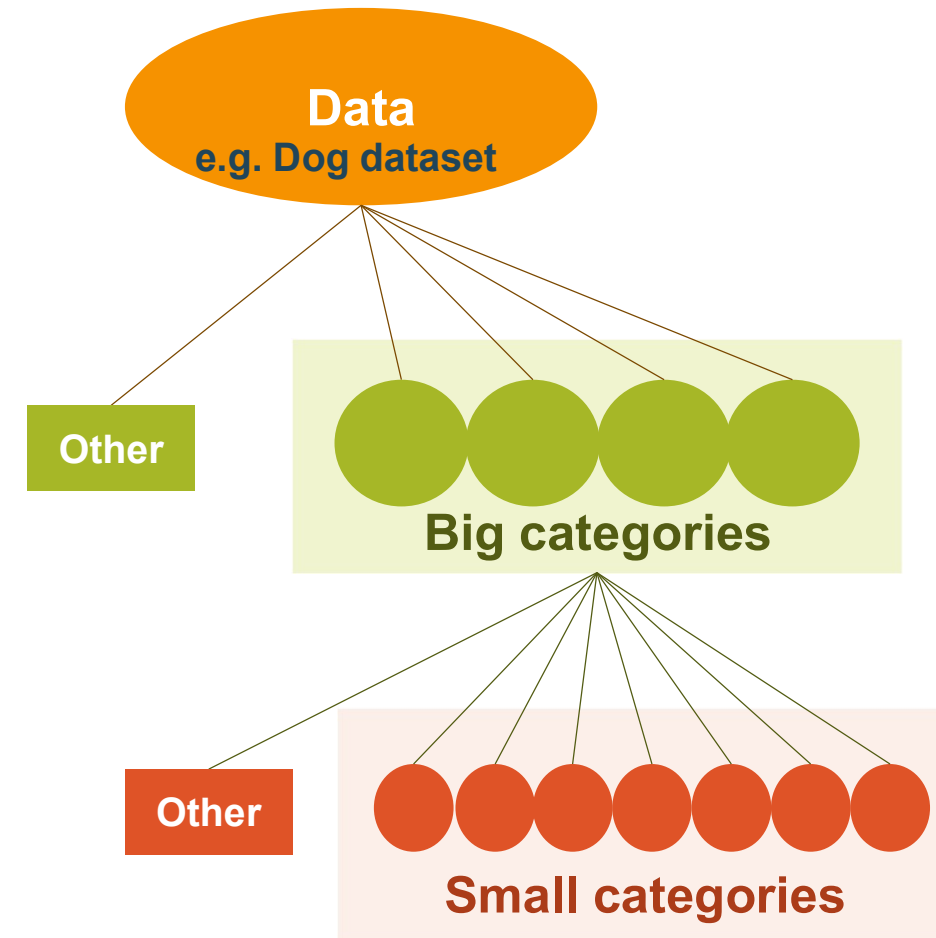 Data
e.g. Dog dataset
Other
Big categories
Other
Small categories